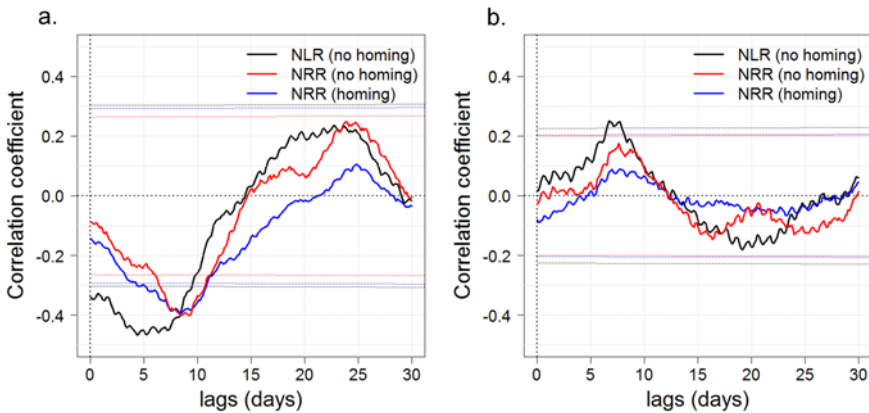 a.
NLR (no homing)
NRR (no homing)
NRR (homing)
0.4
0.2
0.0
-0.2
-0.4
Correlation coefficient
0 5 10 15 20 25 30
lags (days)
b.
NLR (no homing)
NRR (no homing)
NRR (homing)
0.4
0.2
0.0
-0.2
-0.4
Correlation coefficient
0 5 10 15 20 25 30
lags (days)